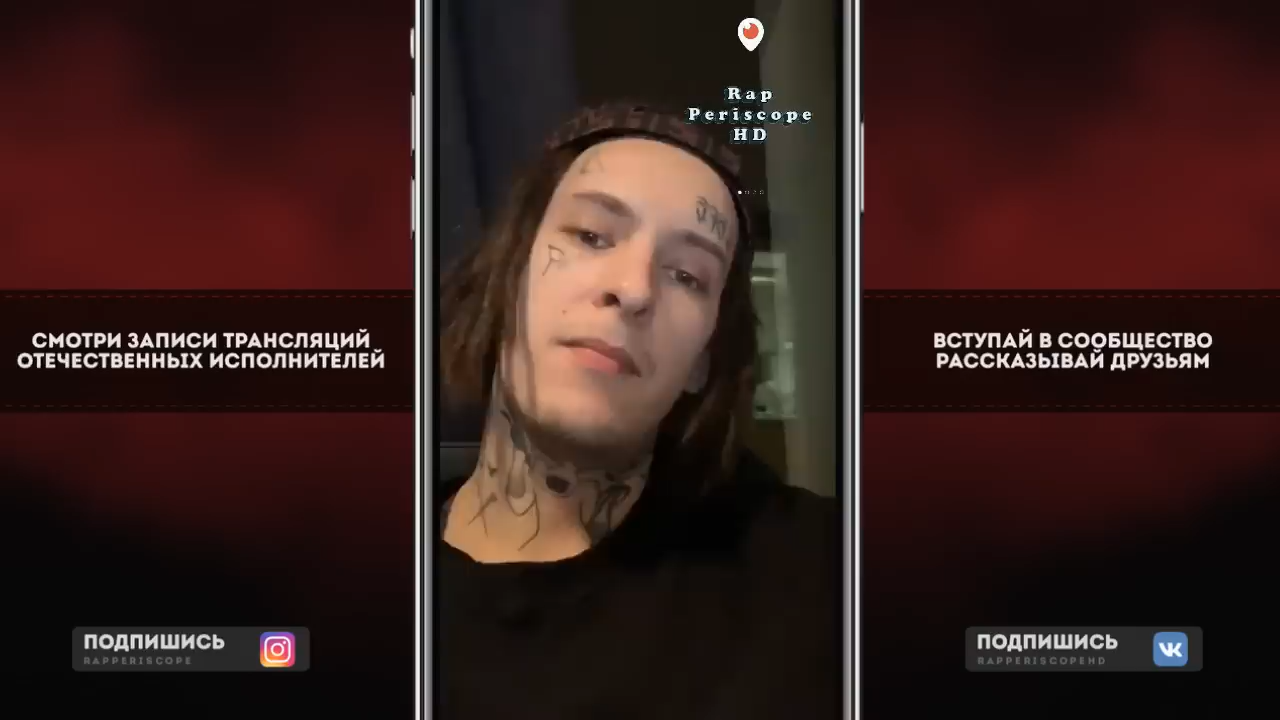 Rap
Periscope
HD
СМОТРИ ЗАПИСИ ТРАНСЛЯЦИЙ
ОТЕЧЕСТВЕННЫХ ИСПОЛНИТЕЛЕЙ
ВСТУПАЙ В СООБЩЕСТВО
РАССКАЗЫВАЙ ДРУЗЬЯМ
ПОДПИШИСЬ
RAPPERISCOPE
ПОДПИШИСЬ
RAPPERISCOPEHD